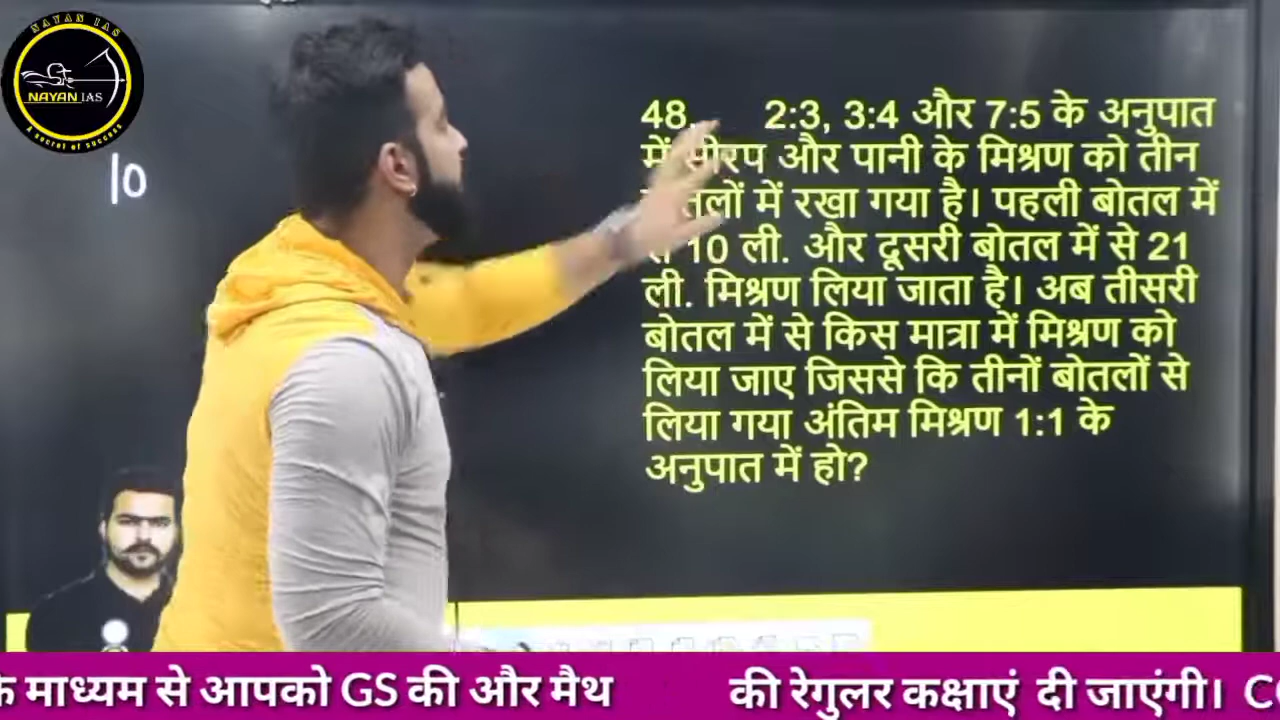 NAYAN IAS
NAYAN IAS
A secret of success
10
48. 2:3, 3:4 और 7:5 के अनुपात
में और पानी के मिश्रण को तीन
में रखा गया है। पहली बोतल में
10 ली. और दूसरी बोतल में से 21
ली. मिश्रण लिया जाता है। अब तीसरी
बोतल में से किस मात्रा में मिश्रण को
लिया जाए जिससे कि तीनों बोतलों से
लिया गया अंतिम मिश्रण 1:1 के
अनुपात में हो?
के माध्यम से आपको GS की और मैथ की रेगुलर कक्षाएं दी जाएंगी।